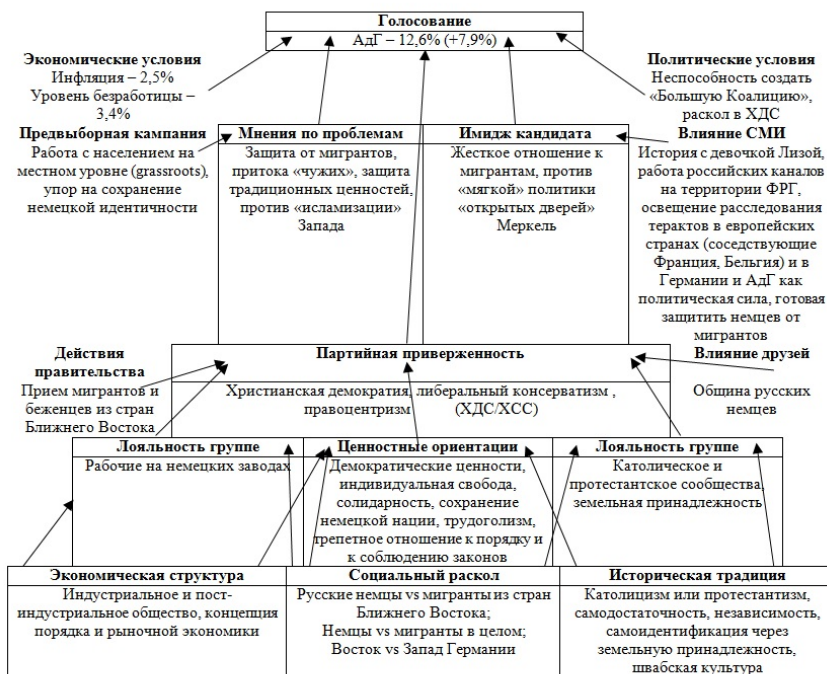 Голосование
АдГ – 12,6% (+7,9%)
Экономические условия
Инфляция – 2,5%
Уровень безработицы –
3,4%
Политические условия
Неспособность создать
«Большую Коалицию»,
раскол в ХДС
Предвыборная кампания
Работа с населением на
местном уровне (grassroots),
упор на сохранение
немецкой идентичности
Мнения по проблемам
Защита от мигрантов,
притока «чужих», защита
традиционных ценностей,
против «исламизации»
Запада
Имидж кандидата
Жесткое отношение к
мигрантам, против
«мягкой» политики
«открытых дверей»
Меркель
Влияние СМИ
История с девочкой Лизой,
работа российских каналов
на территории ФРГ,
освещение расследования
терактов в европейских
странах (соседствующие
Франция, Бельгия) и в
Германии и АдГ как
политическая сила, готовая
защитить немцев от
мигрантов
Действия
правительства
Прием мигрантов и
беженцев из стран
Ближнего Востока
Партийная приверженность
Христианская демократия, либеральный консерватизм ,
правоцентризм (ХДС/ХСС)
Влияние друзей
Община русских
немцев
Лояльность группе
Рабочие на немецких заводах
Ценностные ориентации
Демократические ценности,
индивидуальная свобода,
солидарность, сохранение
немецкой нации, трудоголизм,
трепетное отношение к порядку и
к соблюдению законов
Лояльность группе
Католическое и
протестантское сообщества,
земельная принадлежность
Экономическая структура
Индустриальное и пост-
индустриальное общество, концепция
порядка и рыночной экономики
Социальный раскол
Русские немцы vs мигранты из стран
Ближнего Востока;
Немцы vs мигранты в целом;
Восток vs Запад Германии
Историческая традиция
Католицизм или протестантизм,
самодостаточность, независимость,
самоидентификация через
земельную принадлежность,
швабская культура